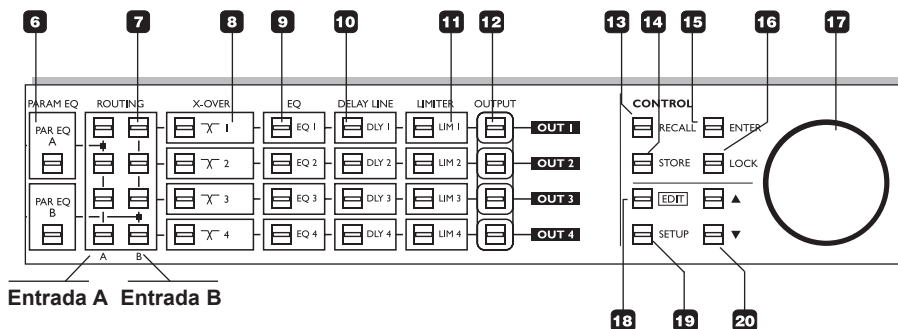 6 7 8 9 10 11 12 13 14 15 16 17
PARAM EQ ROUTING X-OVER EQ DELAY LINE LIMITER OUTPUT CONTROL
PAR EQ A 1 EQ 1 DLY 1 LIM 1 OUT 1 RECALL ENTER
2 EQ 2 DLY 2 LIM 2 OUT 2 STORE LOCK
PAR EQ B 3 EQ 3 DLY 3 LIM 3 OUT 3 EDIT ▲
4 EQ 4 DLY 4 LIM 4 OUT 4 SETUP ▼
A B
Entrada A Entrada B
18 19 20